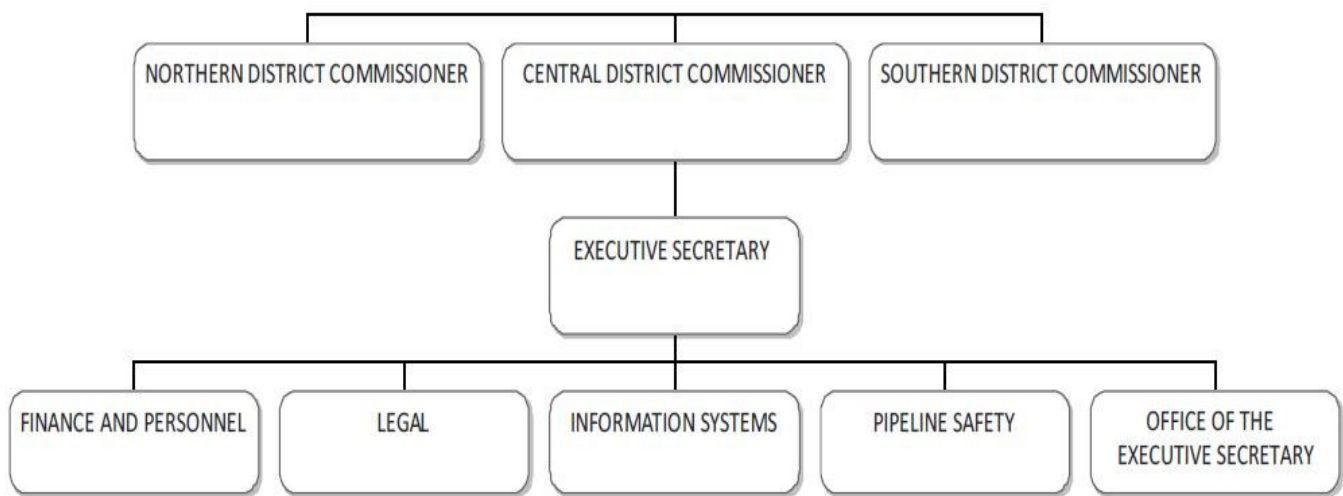 NORTHERN DISTRICT COMMISSIONER
CENTRAL DISTRICT COMMISSIONER
SOUTHERN DISTRICT COMMISSIONER
EXECUTIVE SECRETARY
FINANCE AND PERSONNEL
LEGAL
INFORMATION SYSTEMS
PIPELINE SAFETY
OFFICE OF THE
EXECUTIVE SECRETARY